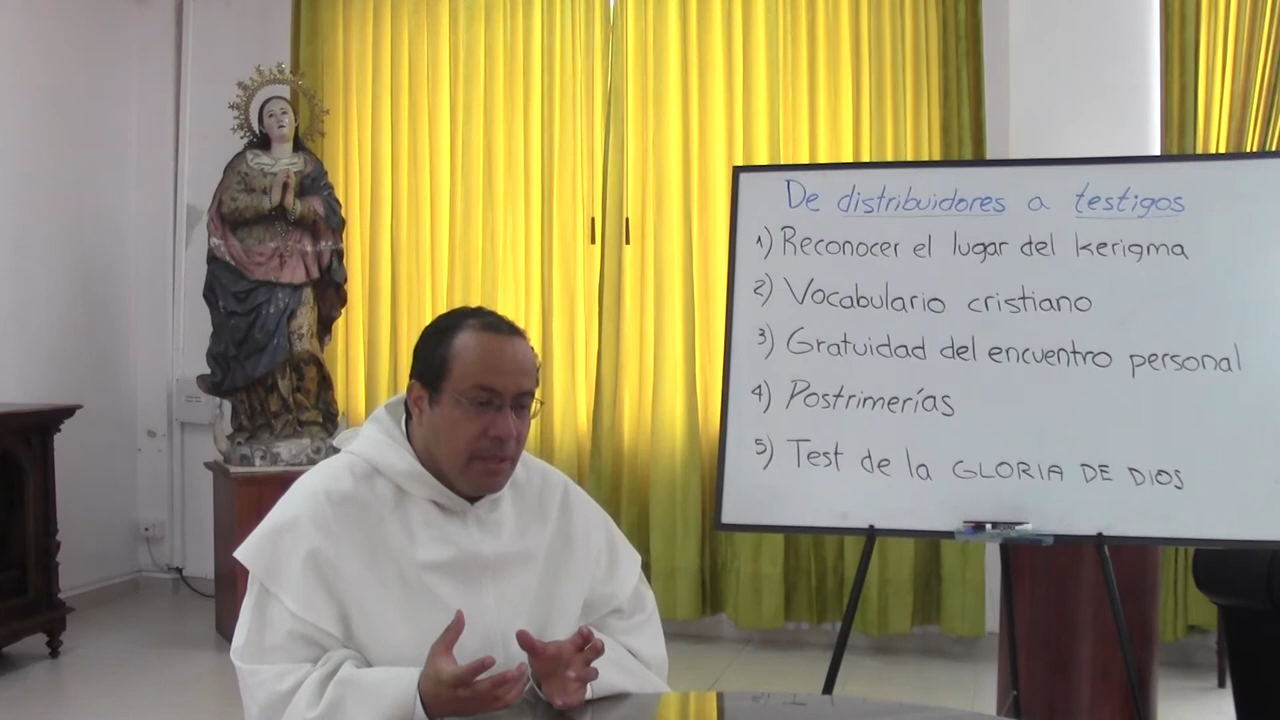 De distribuidores a testigos
1) Reconocer el lugar del kerigma
2) Vocabulario cristiano
3) Gratuidad del encuentro personal
4) Postrimerías
5) Test de la GLORIA DE DIOS